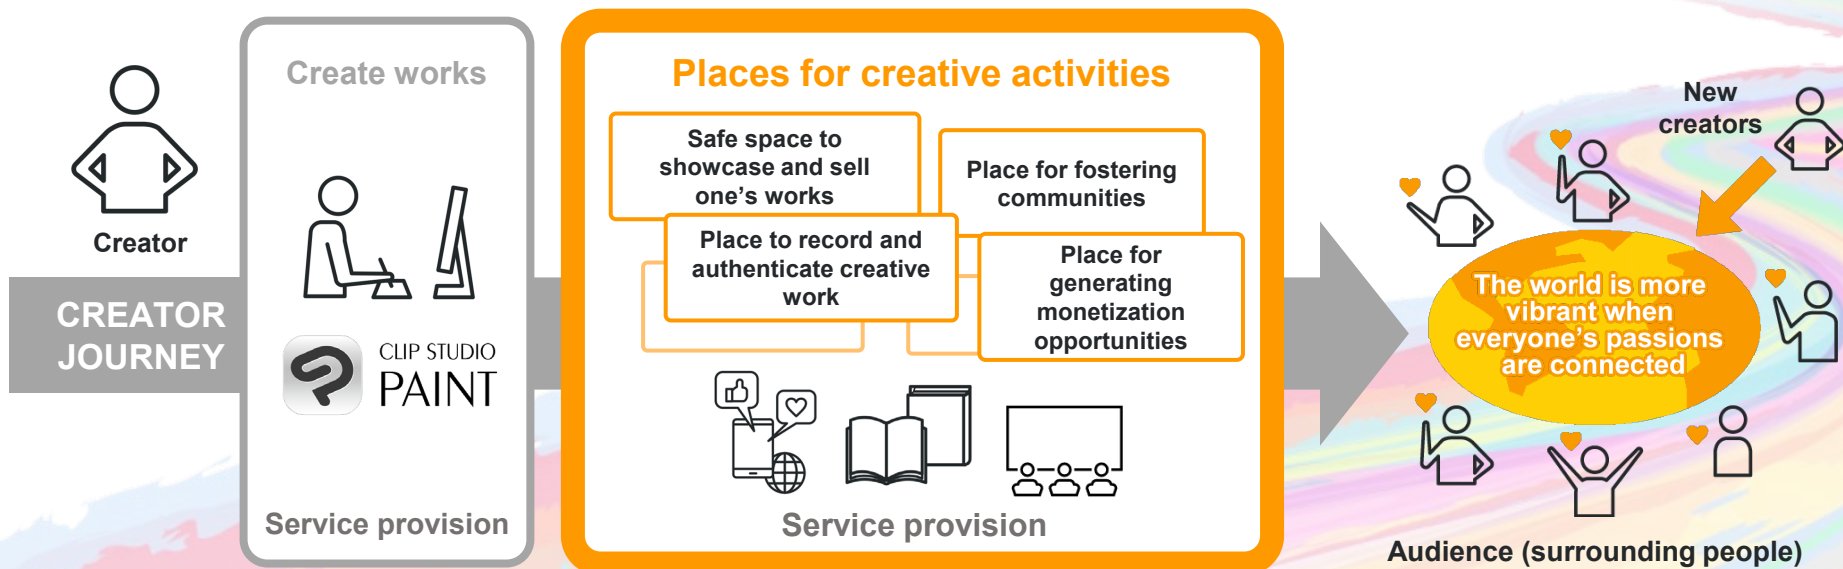 Creator
CREATOR
JOURNEY
Create works
CLIP STUDIO
PAINT
Service provision
Places for creative activities
Safe space to
showcase and sell
one's works
Place for fostering
communities
Place to record and
authenticate creative
work
Place for
generating
monetization
opportunities
Service provision
New
creators
The world is more
vibrant when
everyone's passions
are connected
Audience (surrounding people)